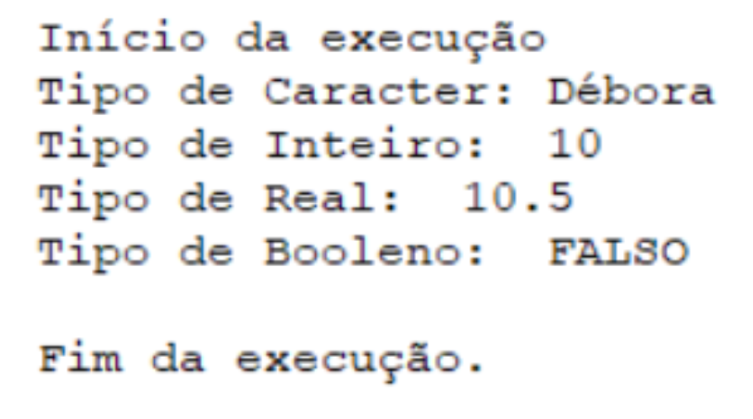 Início da execução
Tipo de Caracter: Débora
Tipo de Inteiro:  10
Tipo de Real:  10.5
Tipo de Booleno:  FALSO
Fim da execução.